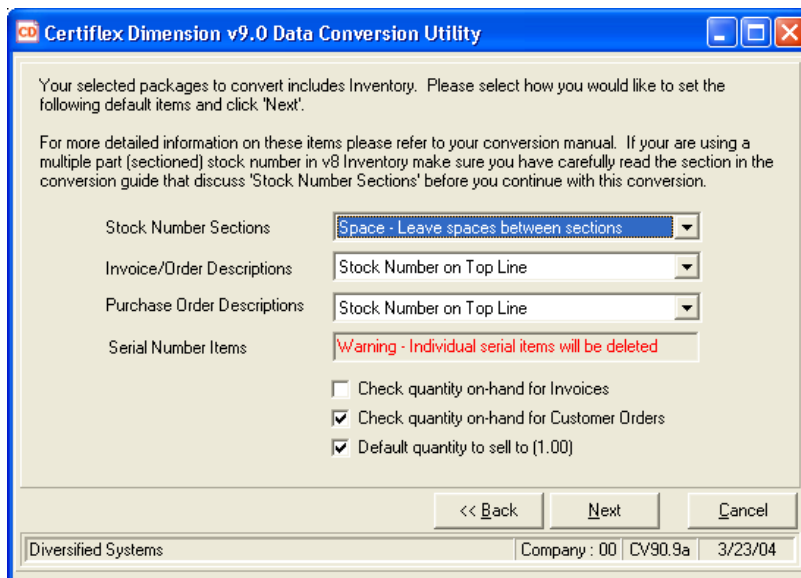 CD Certiflex Dimension v9.0 Data Conversion Utility
Your selected packages to convert includes Inventory. Please select how you would like to set the
following default items and click 'Next'.
For more detailed information on these items please refer to your conversion manual. If your are using a
multiple part (sectioned) stock number in v8 Inventory make sure you have carefully read the section in the
conversion guide that discuss 'Stock Number Sections' before you continue with this conversion.
Stock Number Sections Space - Leave spaces between sections
Invoice/Order Descriptions Stock Number on Top Line
Purchase Order Descriptions Stock Number on Top Line
Serial Number Items Warning - Individual serial items will be deleted
Check quantity on-hand for Invoices
Check quantity on-hand for Customer Orders
Default quantity to sell to (1.00)
<< Back Next Cancel
Diversified Systems Company : 00 CV90.9a 3/23/04